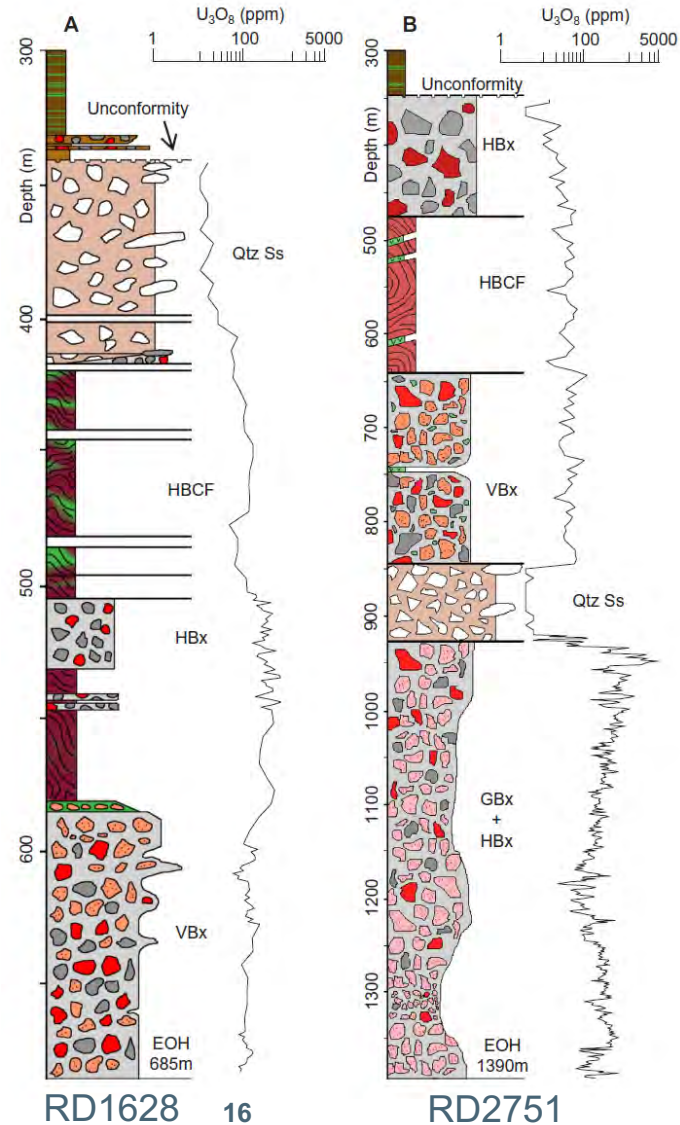 A
U₃O₈ (ppm)
1 100 5000
300
Unconformity
Depth (m)
Qtz Ss
400
HBCF
500
HBx
600
VBx
EOH
685m
RD1628
16
B
U₃O₈ (ppm)
1 100 5000
300
Unconformity
Depth (m)
HBx
500
HBCF
600
700
VBx
800
Qtz Ss
900
1000
GBx
+
HBx
1100
1200
1300
EOH
1390m
RD2751